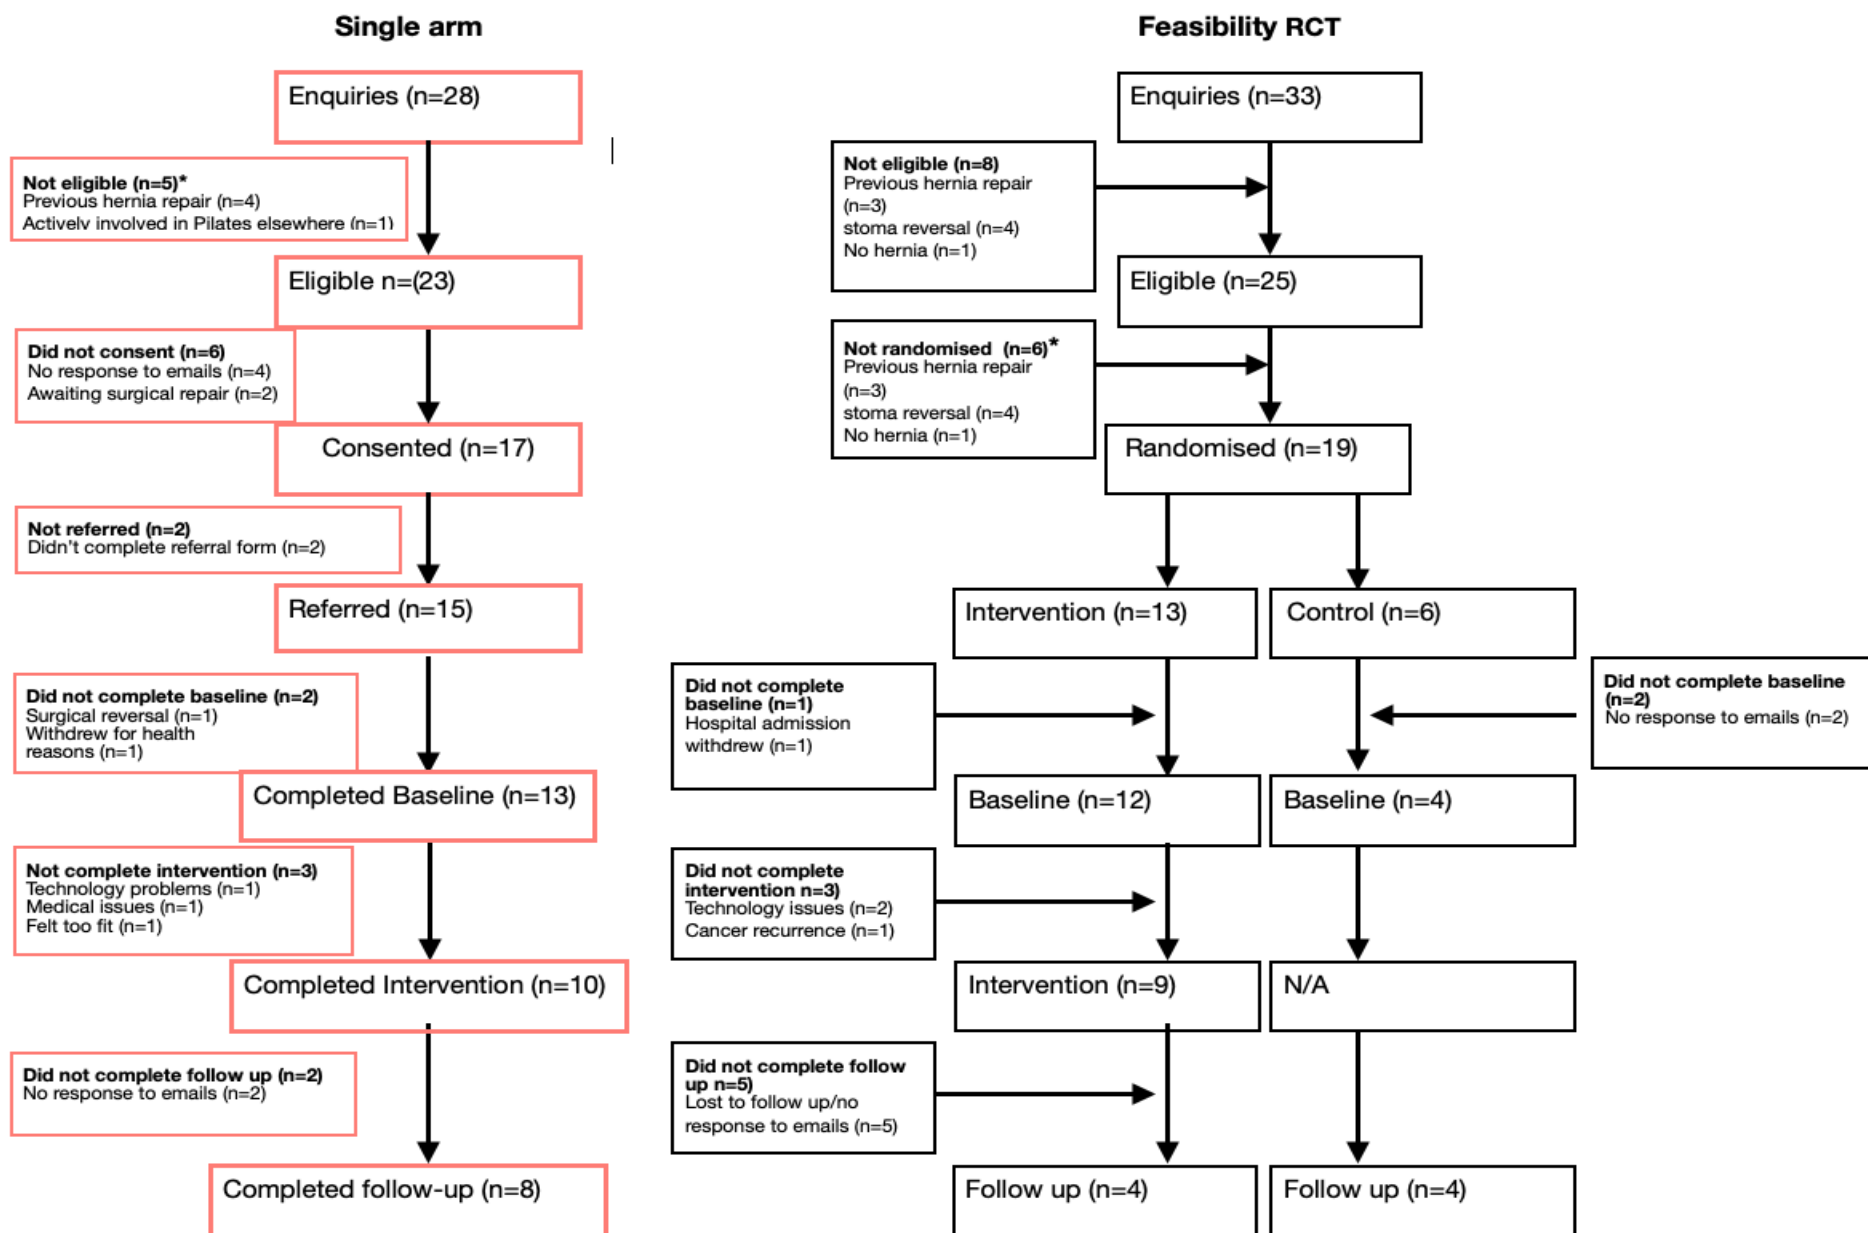 Single arm
Enquiries (n=28)
Not eligible (n=5)*
Previous hernia repair (n=4)
Actively involved in Pilates elsewhere (n=1)
Eligible n=(23)
Did not consent (n=6)
No response to emails (n=4)
Awaiting surgical repair (n=2)
Consented (n=17)
Not referred (n=2)
Didn't complete referral form (n=2)
Referred (n=15)
Did not complete baseline (n=2)
Surgical reversal (n=1)
Withdrew for health
reasons (n=1)
Completed Baseline (n=13)
Not complete intervention (n=3)
Technology problems (n=1)
Medical issues (n=1)
Felt too fit (n=1)
Completed Intervention (n=10)
Did not complete follow up (n=2)
No response to emails (n=2)
Completed follow-up (n=8)
Feasibility RCT
Enquiries (n=33)
Not eligible (n=8)
Previous hernia repair
(n=3)
stoma reversal (n=4)
No hernia (n=1)
Eligible (n=25)
Not randomised (n=6)*
Previous hernia repair
(n=3)
stoma reversal (n=4)
No hernia (n=1)
Randomised (n=19)
Intervention (n=13)
Control (n=6)
Did not complete
baseline (n=1)
Hospital admission
withdrew (n=1)
Did not complete baseline
(n=2)
No response to emails (n=2)
Baseline (n=12)
Baseline (n=4)
Did not complete
intervention n=3)
Technology issues (n=2)
Cancer recurrence (n=1)
Intervention (n=9)
N/A
Did not complete follow
up n=5)
Lost to follow up/no
response to emails (n=5)
Follow up (n=4)
Follow up (n=4)